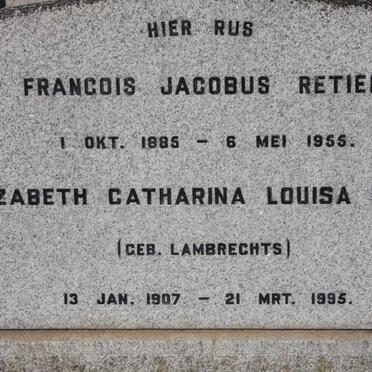 HIER RUS
FRANCOIS JACOBUS RETIE
1 OKT. 1885 – 6 MEI 1955.
ZABETH CATHARINA LOUISA
(GEB. LAMBRECHTS)
13 JAN. 1907 – 21 MRT. 1995.